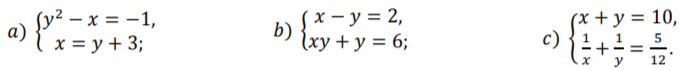 a) { y² − x = −1, x = y + 3;
b) { x − y = 2, xy + y = 6;
c) { x + y = 10, 1/x + 1/y = 5/12.